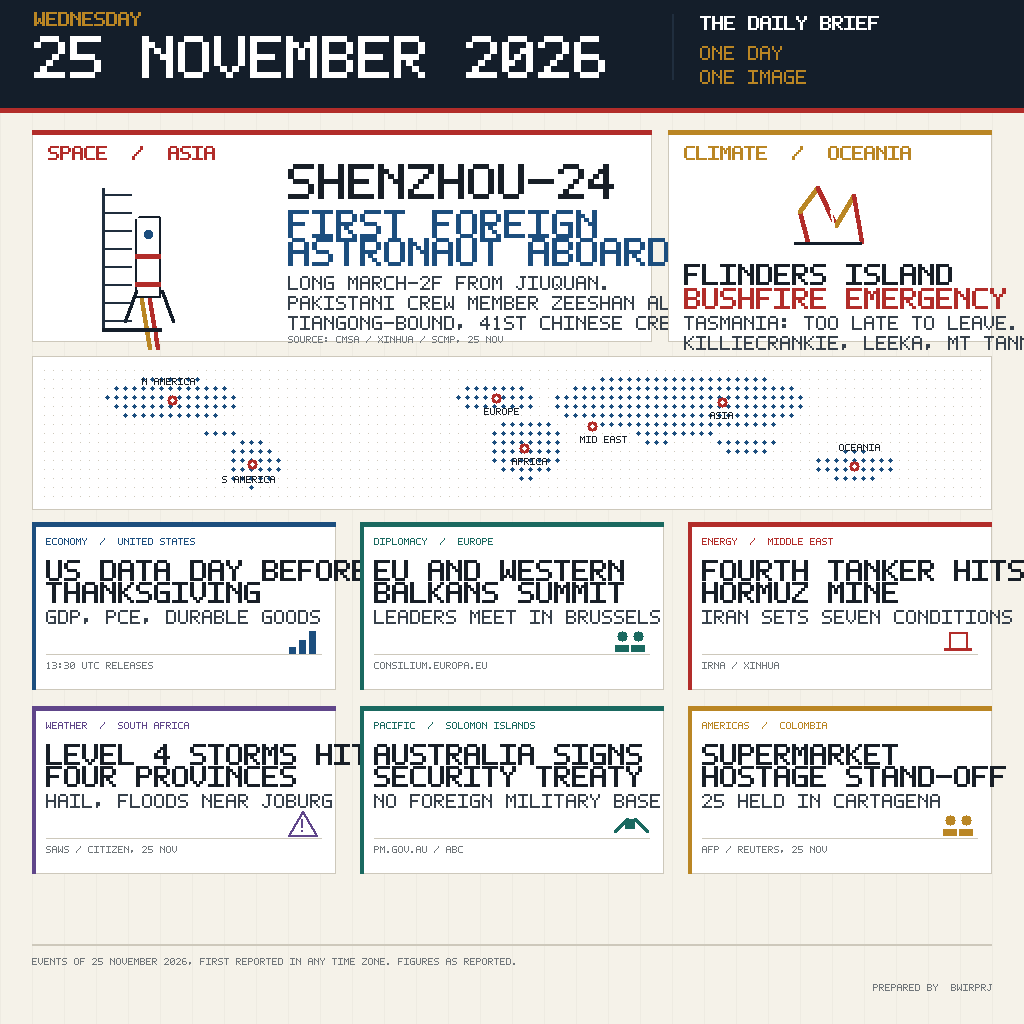 WEDNESDAY
25 NOVEMBER 2026
THE DAILY BRIEF
ONE DAY
ONE IMAGE
SPACE / ASIA
SHENZHOU-24
FIRST FOREIGN
ASTRONAUT ABOARD
LONG MARCH-2F FROM JIUQUAN.
PAKISTANI CREW MEMBER ZEESHAN AL
TIANGONG-BOUND, 41ST CHINESE CRE
SOURCE: CMSA / XINHUA / SCMP, 25 NOV
CLIMATE / OCEANIA
FLINDERS ISLAND
BUSHFIRE EMERGENCY
TASMANIA: TOO LATE TO LEAVE.
KILLIECRANKIE, LEEKA, MT TANN
N AMERICA
EUROPE
ASIA
MID EAST
OCEANIA
AFRICA
S AMERICA
ECONOMY / UNITED STATES
US DATA DAY BEFORE
THANKSGIVING
GDP, PCE, DURABLE GOODS
13:30 UTC RELEASES
DIPLOMACY / EUROPE
EU AND WESTERN
BALKANS SUMMIT
LEADERS MEET IN BRUSSELS
CONSILIUM.EUROPA.EU
ENERGY / MIDDLE EAST
FOURTH TANKER HITS
HORMUZ MINE
IRAN SETS SEVEN CONDITIONS
IRNA / XINHUA
WEATHER / SOUTH AFRICA
LEVEL 4 STORMS HIT
FOUR PROVINCES
HAIL, FLOODS NEAR JOBURG
SAWS / CITIZEN, 25 NOV
PACIFIC / SOLOMON ISLANDS
AUSTRALIA SIGNS
SECURITY TREATY
NO FOREIGN MILITARY BASE
PM.GOV.AU / ABC
AMERICAS / COLOMBIA
SUPERMARKET
HOSTAGE STAND-OFF
25 HELD IN CARTAGENA
AFP / REUTERS, 25 NOV
EVENTS OF 25 NOVEMBER 2026, FIRST REPORTED IN ANY TIME ZONE. FIGURES AS REPORTED.
PREPARED BY BWIRPRJ